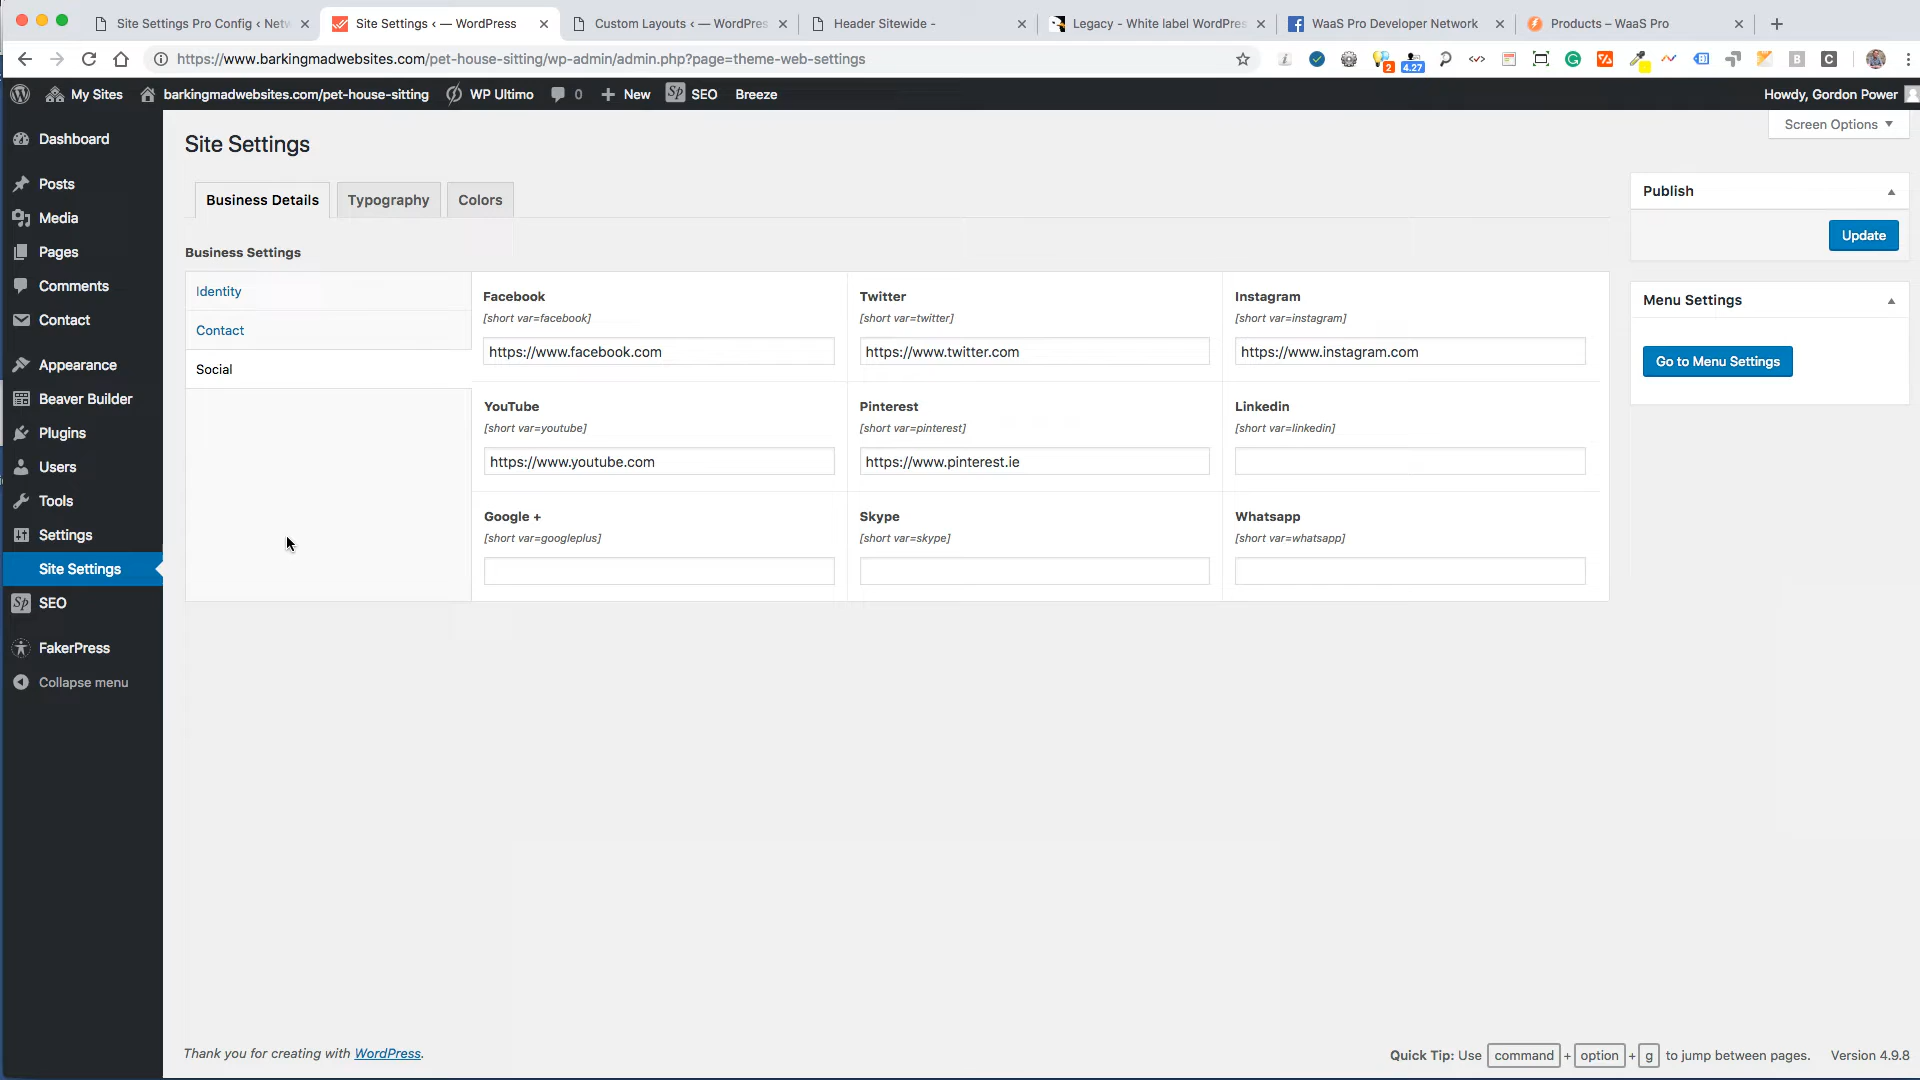 Site Settings Pro Config ‹ Netw
Site Settings ‹ — WordPress
Custom Layouts ‹ — WordPres
Header Sitewide -
Legacy - White label WordPres
WaaS Pro Developer Network
Products – WaaS Pro
https://www.barkingmadwebsites.com/pet-house-sitting/wp-admin/admin.php?page=theme-web-settings
2
4.27
B
C
My Sites
barkingmadwebsites.com/pet-house-sitting
WP Ultimo
0
New
Sp
SEO
Breeze
Howdy, Gordon Power
Dashboard
Posts
Media
Pages
Comments
Contact
Appearance
Beaver Builder
Plugins
Users
Tools
Settings
Site Settings
Sp SEO
FakerPress
Collapse menu
Site Settings
Screen Options
Business Details
Typography
Colors
Business Settings
Identity
Contact
Social
Facebook
[short var=facebook]
https://www.facebook.com
Twitter
[short var=twitter]
https://www.twitter.com
Instagram
[short var=instagram]
https://www.instagram.com
YouTube
[short var=youtube]
https://www.youtube.com
Pinterest
[short var=pinterest]
https://www.pinterest.ie
Linkedin
[short var=linkedin]
Google +
[short var=googleplus]
Skype
[short var=skype]
Whatsapp
[short var=whatsapp]
Publish
Update
Menu Settings
Go to Menu Settings
Thank you for creating with WordPress.
Quick Tip: Use command + option + g to jump between pages.
Version 4.9.8